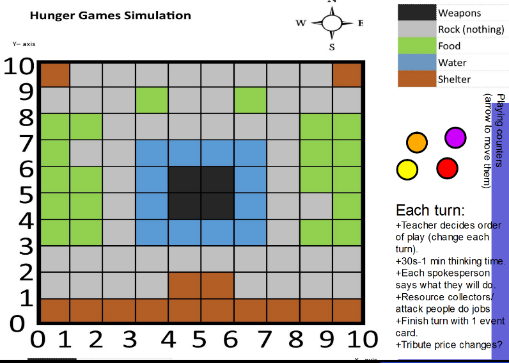 Hunger Games Simulation
N
W
E
S
Weapons
Rock (nothing)
Food
Water
Shelter
Y- axis
10
9
8
7
6
5
4
3
2
1
0
0 1 2 3 4 5 6 7 8 9 10
Playing counters
(arrow to move them)
Each turn:
+Teacher decides order
of play (change each
turn).
+30s-1 min thinking time.
+Each spokesperson
says what they will do.
+Resource collectors/
attack people do jobs
+Finish turn with 1 event
card.
+Tribute price changes?
X- axis